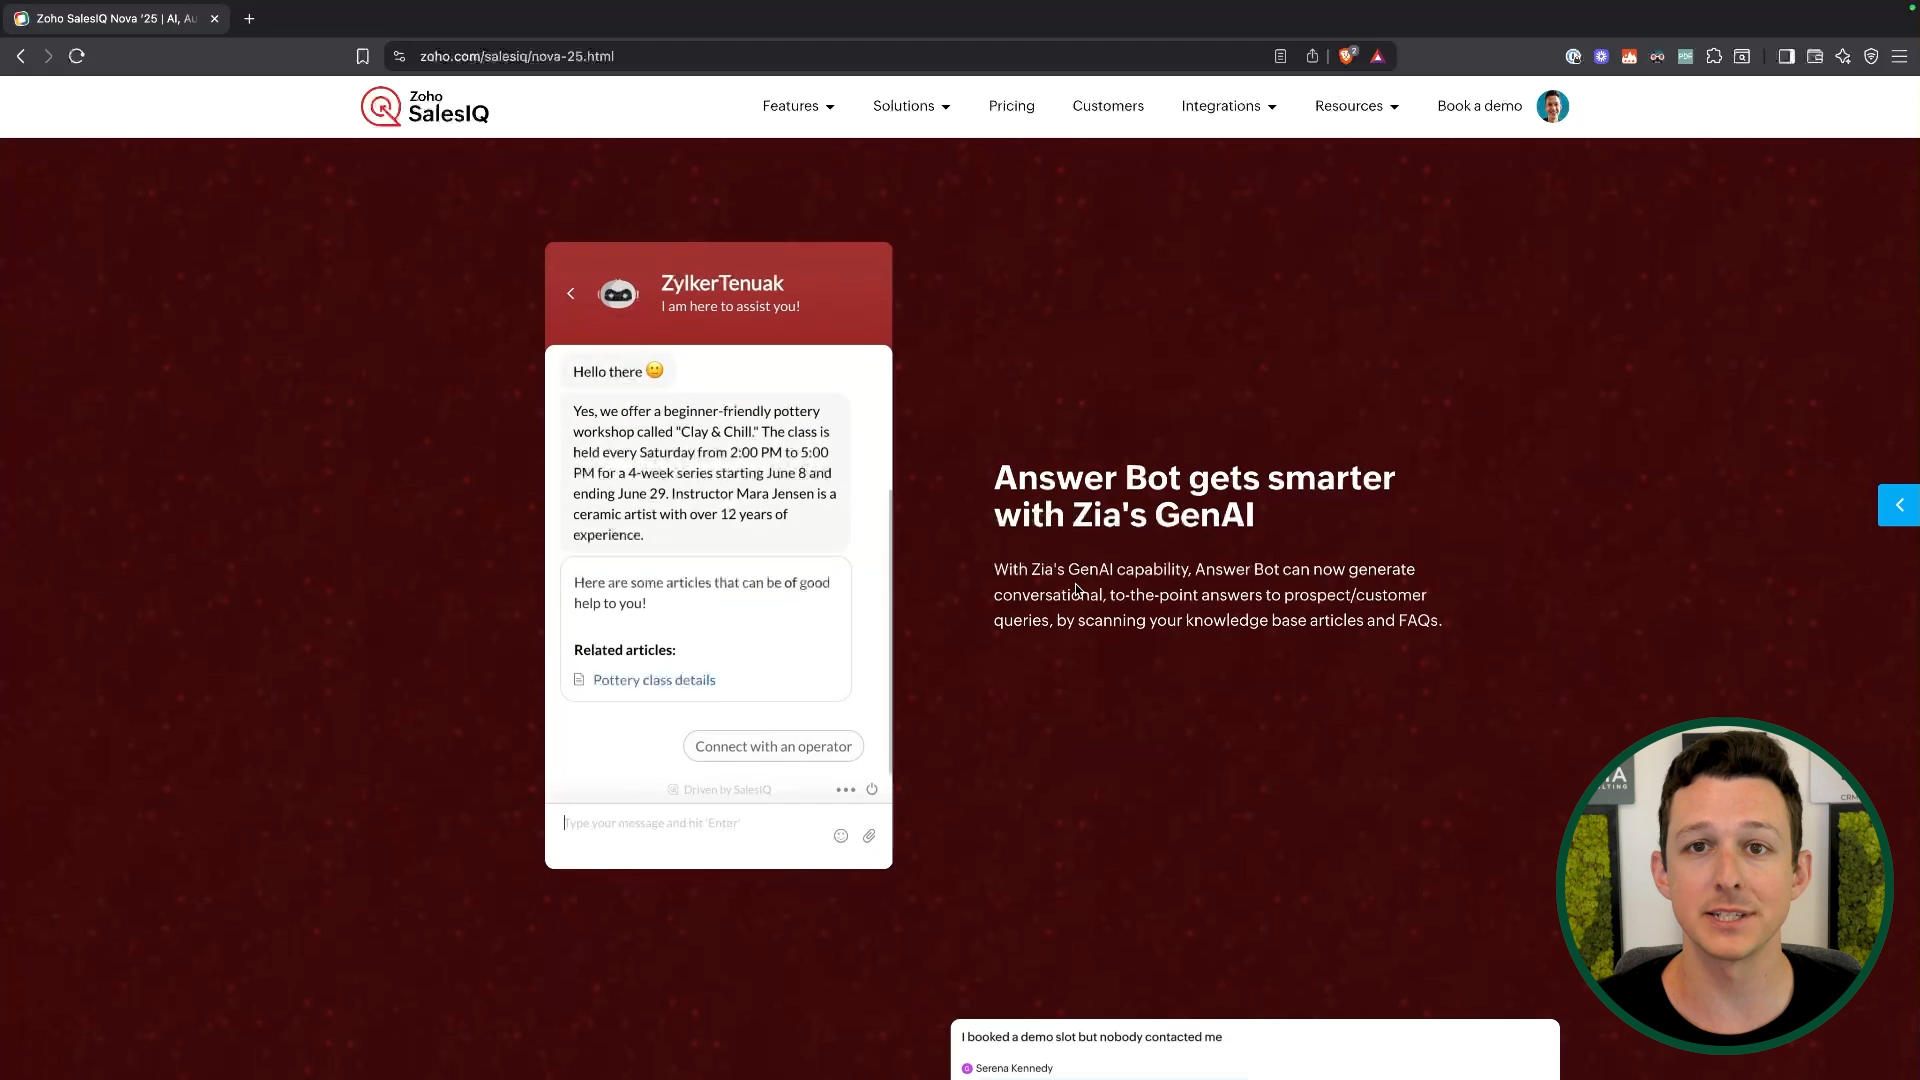 Zoho SalesIQ Nova '25 | AI, Au
zoho.com/salesiq/nova-25.html
2
PDF
Zoho
SalesIQ
Features
Solutions
Pricing
Customers
Integrations
Resources
Book a demo
ZylkerTenuak
I am here to assist you!
Hello there
Yes, we offer a beginner-friendly pottery
workshop called "Clay & Chill." The class is
held every Saturday from 2:00 PM to 5:00
PM for a 4-week series starting June 8 and
ending June 29. Instructor Mara Jensen is a
ceramic artist with over 12 years of
experience.
Here are some articles that can be of good
help to you!
Related articles:
Pottery class details
Connect with an operator
Driven by SalesIQ
Type your message and hit 'Enter'
Answer Bot gets smarter
with Zia's GenAI
With Zia's GenAI capability, Answer Bot can now generate
conversational, to-the-point answers to prospect/customer
queries, by scanning your knowledge base articles and FAQs.
CRM
I booked a demo slot but nobody contacted me
Serena Kennedy